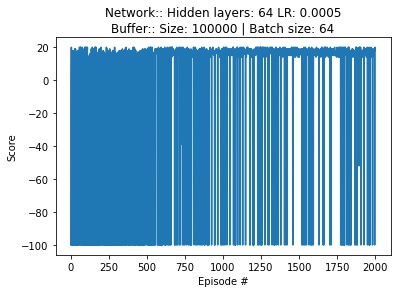 Network:: Hidden layers: 64 LR: 0.0005
Buffer:: Size: 100000 | Batch size: 64
20
0
−20
−40
−60
−80
−100
Score
0 250 500 750 1000 1250 1500 1750 2000
Episode #